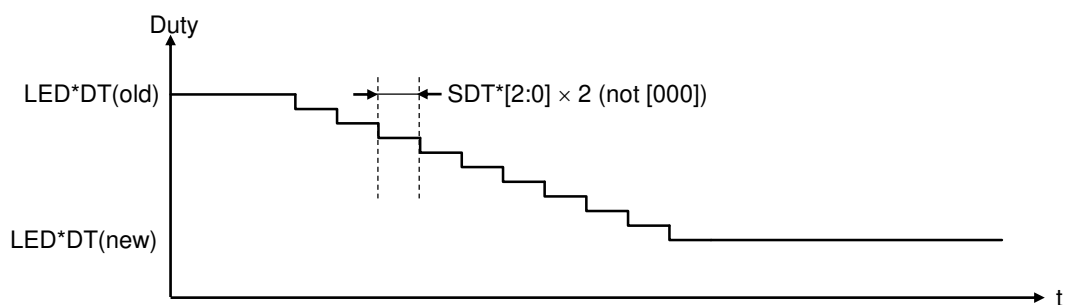 Duty
LED*DT(old)
SDT*[2:0] × 2 (not [000])
LED*DT(new)
t